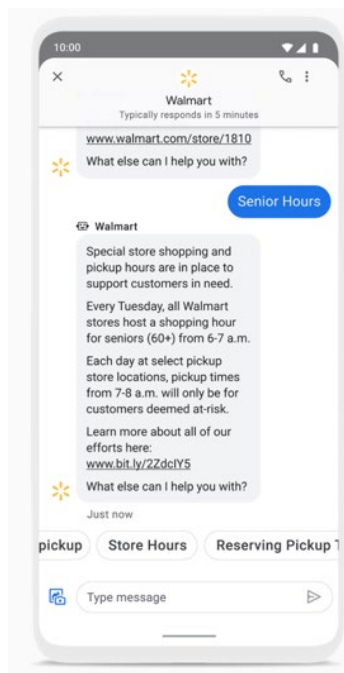 10:00
Walmart
Typically responds in 5 minutes
www.walmart.com/store/1810
What else can I help you with?
Senior Hours
Walmart
Special store shopping and
pickup hours are in place to
support customers in need.
Every Tuesday, all Walmart
stores host a shopping hour
for seniors (60+) from 6-7 a.m.
Each day at select pickup
store locations, pickup times
from 7-8 a.m. will only be for
customers deemed at-risk.
Learn more about all of our
efforts here:
www.bit.ly/2ZdcIY5
What else can I help you with?
Just now
pickup
Store Hours
Reserving Pickup T
Type message